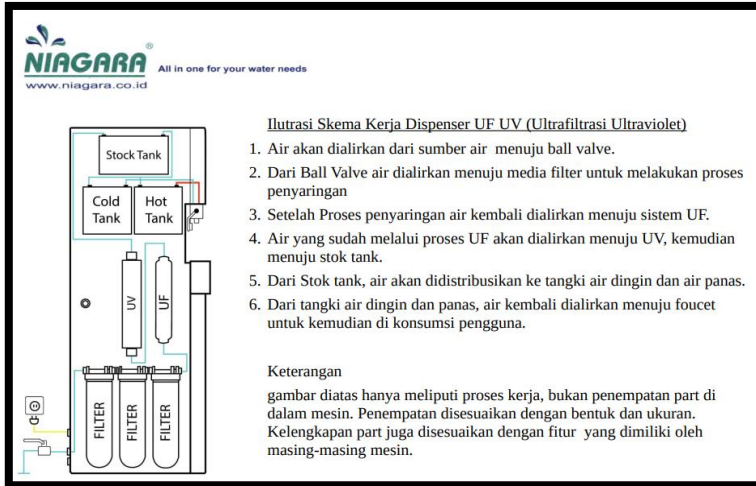 NIAGARA®
All in one for your water needs
www.niagara.co.id
Ilutrasi Skema Kerja Dispenser UF UV (Ultrafiltrasi Ultraviolet)
1. Air akan dialirkan dari sumber air menuju ball valve.
2. Dari Ball Valve air dialirkan menuju media filter untuk melakukan proses
penyaringan
3. Setelah Proses penyaringan air kembali dialirkan menuju sistem UF.
4. Air yang sudah melalui proses UF akan dialirkan menuju UV, kemudian
menuju stok tank.
5. Dari Stok tank, air akan didistribusikan ke tangki air dingin dan air panas.
6. Dari tangki air dingin dan panas, air kembali dialirkan menuju foucet
untuk kemudian di konsumsi pengguna.
Keterangan
gambar diatas hanya meliputi proses kerja, bukan penempatan part di
dalam mesin. Penempatan disesuaikan dengan bentuk dan ukuran.
Kelengkapan part juga disesuaikan dengan fitur yang dimiliki oleh
masing-masing mesin.
Stock Tank
Cold
Tank
Hot
Tank
UV
UF
FILTER
FILTER
FILTER